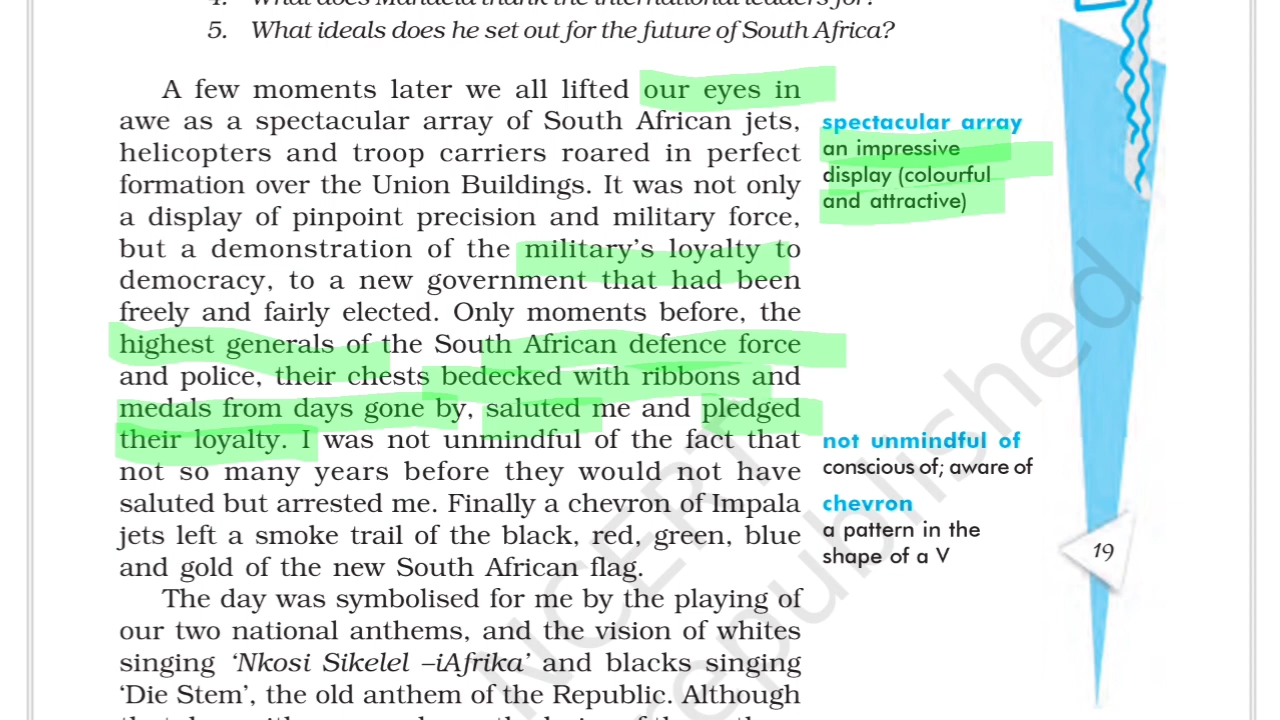 4. What does Mandela thank the international leaders for?
5. What ideals does he set out for the future of South Africa?
A few moments later we all lifted our eyes in
awe as a spectacular array of South African jets,
helicopters and troop carriers roared in perfect
formation over the Union Buildings. It was not only
a display of pinpoint precision and military force,
but a demonstration of the military’s loyalty to
democracy, to a new government that had been
freely and fairly elected. Only moments before, the
highest generals of the South African defence force
and police, their chests bedecked with ribbons and
medals from days gone by, saluted me and pledged
their loyalty. I was not unmindful of the fact that
not so many years before they would not have
saluted but arrested me. Finally a chevron of Impala
jets left a smoke trail of the black, red, green, blue
and gold of the new South African flag.
The day was symbolised for me by the playing of
our two national anthems, and the vision of whites
singing ‘Nkosi Sikelel –iAfrika’ and blacks singing
‘Die Stem’, the old anthem of the Republic. Although
spectacular array
an impressive
display (colourful
and attractive)
not unmindful of
conscious of; aware of
chevron
a pattern in the
shape of a V
19
NCERT
republished